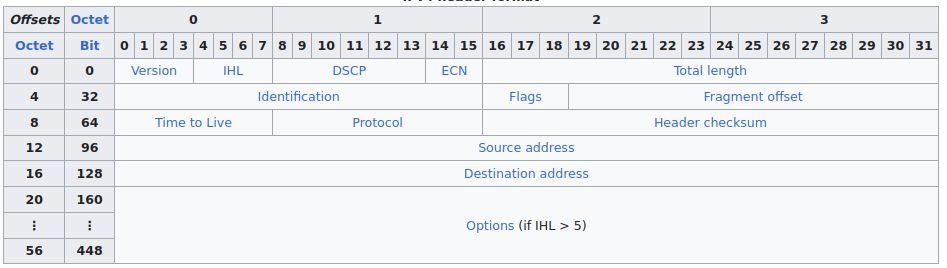 Offsets Octet 0 1 2 3
Octet Bit 0 1 2 3 4 5 6 7 8 9 10 11 12 13 14 15 16 17 18 19 20 21 22 23 24 25 26 27 28 29 30 31
0 0 Version IHL DSCP ECN Total length
4 32 Identification Flags Fragment offset
8 64 Time to Live Protocol Header checksum
12 96 Source address
16 128 Destination address
20 160
⋮ ⋮ Options (if IHL > 5)
56 448